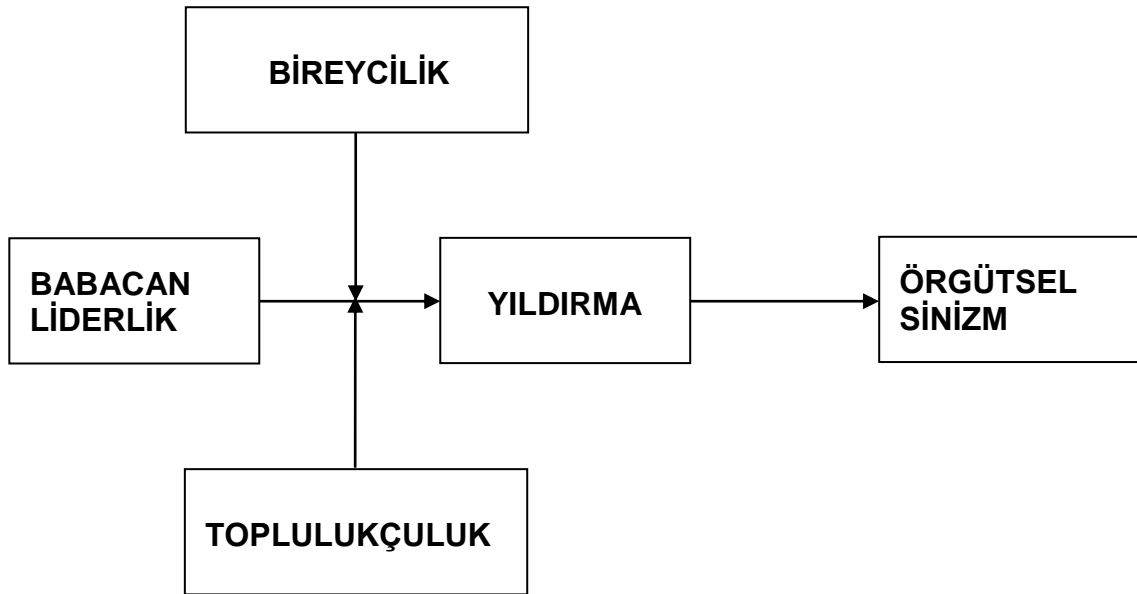 BİREYCİLİK
BABACAN
LİDERLİK
YILDIRMA
ÖRGÜTSEL
SİNİZM
TOPLULUKÇULUK